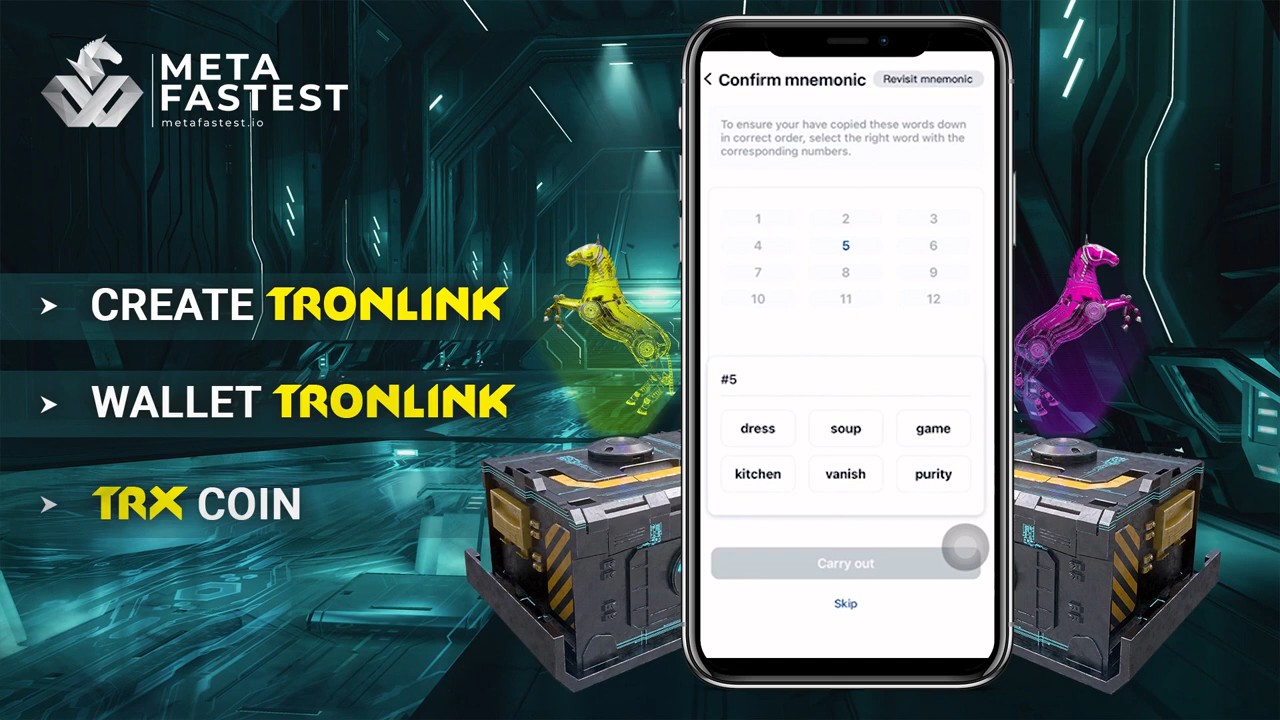 META
FASTEST
metafastest.io
CREATE TRONLINK
WALLET TRONLINK
TRX COIN
Confirm mnemonic
Revisit mnemonic
To ensure your have copied these words down
in correct order, select the right word with the
corresponding numbers.
1 2 3
4 5 6
7 8 9
10 11 12
#5
dress soup game
kitchen vanish purity
Carry out
Skip